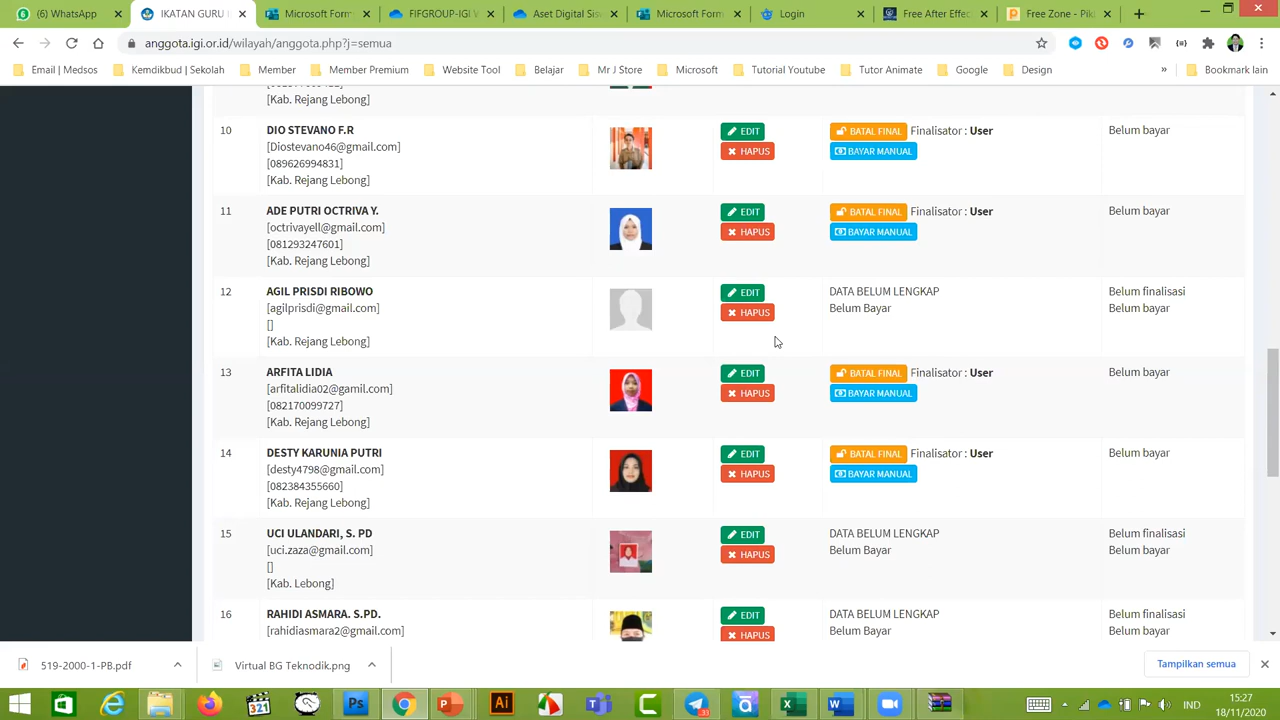 6
IKATAN GURU I
Microsoft Form
FIFGROUP-IGI W
Aset Digital Sisw
Microsoft Form
Login
Free After Effec
Free Zone - Pik
anggota.igi.or.id/wilayah/anggota.php?j=semua
Email | Medsos
Kemdikbud | Sekolah
Member
Member Premium
Website Tool
Belajar
Mr J Store
Microsoft
Tutorial Youtube
Tutor Animate
Google
Design
»
Bookmark lain
[Kab. Rejang Lebong]
10 DIO STEVANO F.R EDIT BATAL FINAL Finalisator : User Belum bayar
[Diostevano46@gmail.com] HAPUS BAYAR MANUAL
[089626994831]
[Kab. Rejang Lebong]
11 ADE PUTRI OCTRIVA Y. EDIT BATAL FINAL Finalisator : User Belum bayar
[octrivayell@gmail.com] HAPUS BAYAR MANUAL
[081293247601]
[Kab. Rejang Lebong]
12 AGIL PRISDI RIBOWO EDIT DATA BELUM LENGKAP Belum finalisasi
[agilprisdi@gmail.com] HAPUS Belum Bayar Belum bayar
[]
[Kab. Rejang Lebong]
13 ARFITA LIDIA EDIT BATAL FINAL Finalisator : User Belum bayar
[arfitalidia02@gamil.com] HAPUS BAYAR MANUAL
[082170099727]
[Kab. Rejang Lebong]
14 DESTY KARUNIA PUTRI EDIT BATAL FINAL Finalisator : User Belum bayar
[desty4798@gmail.com] HAPUS BAYAR MANUAL
[082384355660]
[Kab. Rejang Lebong]
15 UCI ULANDARI, S. PD EDIT DATA BELUM LENGKAP Belum finalisasi
[uci.zaza@gmail.com] HAPUS Belum Bayar Belum bayar
[]
[Kab. Lebong]
16 RAHIDI ASMARA. S.PD. EDIT DATA BELUM LENGKAP Belum finalisasi
[rahidiasmara2@gmail.com] HAPUS Belum Bayar Belum bayar
519-2000-1-PB.pdf
Virtual BG Teknodik.png
Tampilkan semua
321
Ps
Ai
33
IND
15:27
18/11/2020